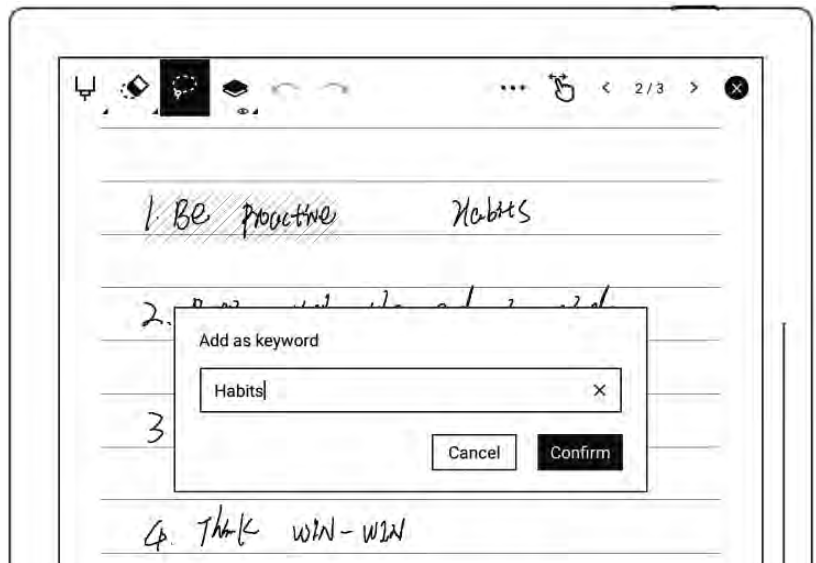 2/3
1. Be Proactive Habits
2.
Add as keyword
Habits
3
Cancel Confirm
4. Think WIN-WIN